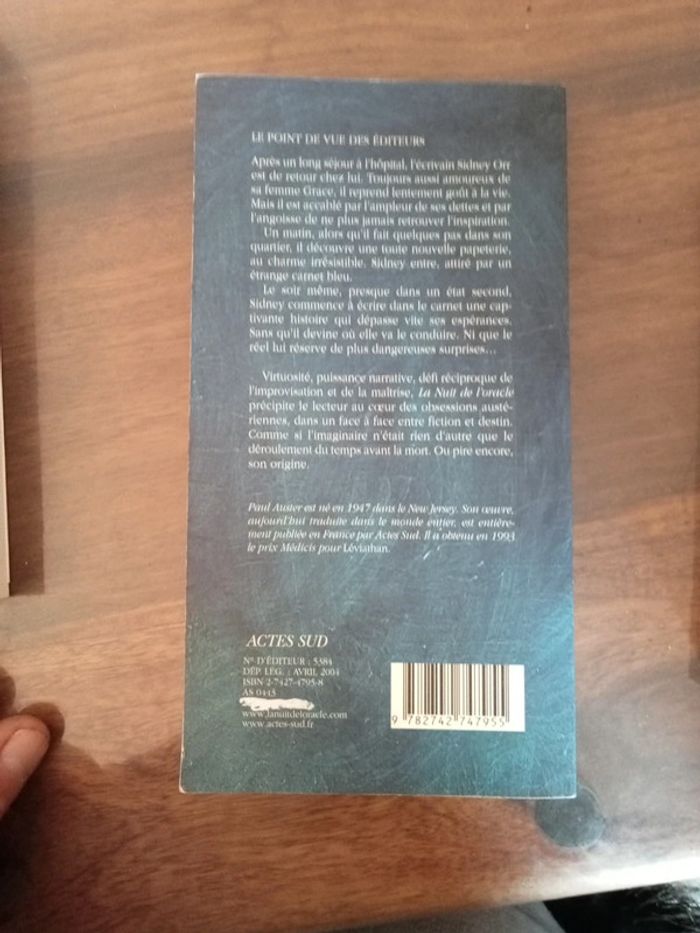 LE POINT DE VUE DES ÉDITEURS
Après un long séjour à l'hôpital, l'écrivain Sidney Orr
est de retour chez lui. Toujours aussi amoureux de
sa femme Grace, il reprend lentement goût à la vie.
Mais il est accablé par l'ampleur de ses dettes et par
l'angoisse de ne plus jamais retrouver l'inspiration.
Un matin, alors qu'il fait quelques pas dans son
quartier, il découvre une toute nouvelle papeterie,
au charme irrésistible. Sidney entre, attiré par un
étrange carnet bleu.
Le soir même, presque dans un état second,
Sidney commence à écrire dans le carnet une cap-
tivante histoire qui dépasse vite ses espérances.
Sans qu'il devine où elle va le conduire. Ni que le
réel lui réserve de plus dangereuses surprises…
Virtuosité, puissance narrative, défi réciproque de
l'improvisation et de la maîtrise, La Nuit de l'oracle
précipite le lecteur au cœur des obsessions austé-
riennes, dans un face à face entre fiction et destin.
Comme si l'imaginaire n'était rien d'autre que le
déroulement du temps avant la mort. Ou pire encore,
son origine.
Paul Auster est né en 1947 dans le New Jersey. Son œuvre,
aujourd'hui traduite dans le monde entier, est entière-
ment publiée en France par Actes Sud. Il a obtenu en 1993
le prix Médicis pour Léviathan.
ACTES SUD
N° D'ÉDITEUR : 5384
DÉP. LÉG. : AVRIL 2004
ISBN 2-7427-4795-8
AS 0443
www.lanuitdeloracle.com
www.actes-sud.fr
9 782742 747955